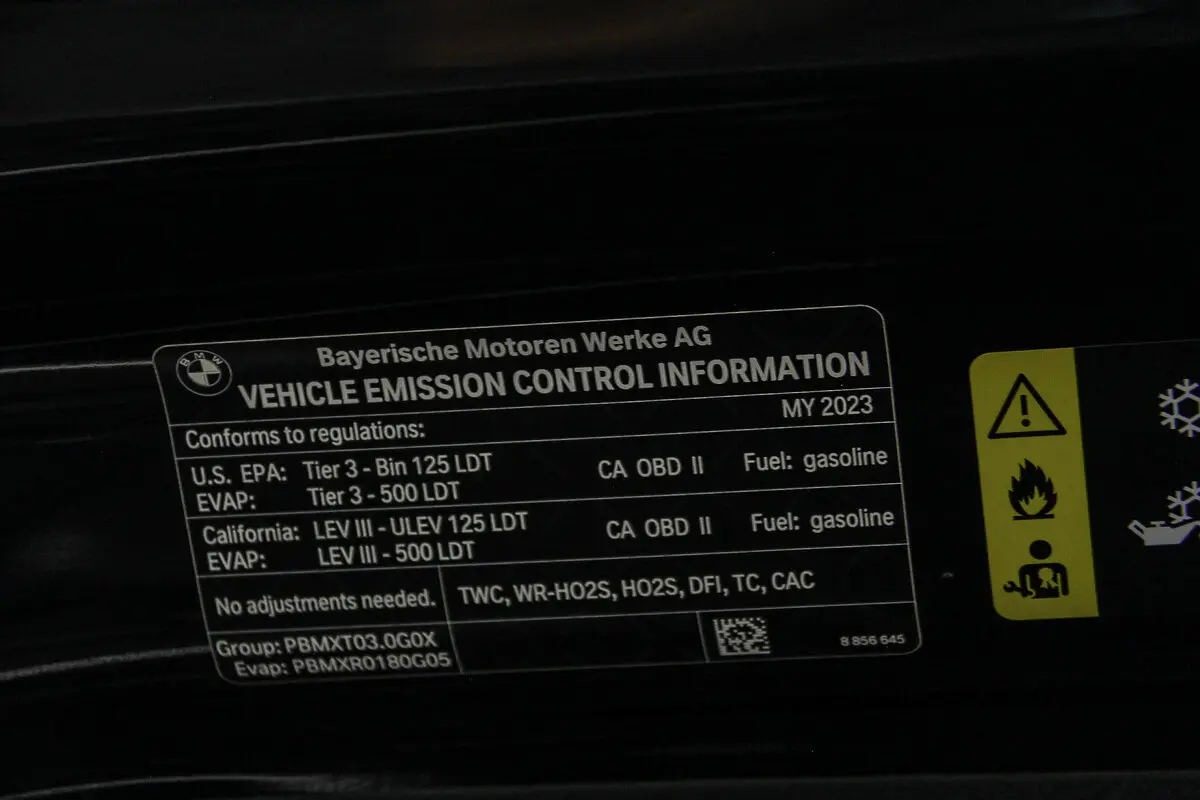 BMW
Bayerische Motoren Werke AG
VEHICLE EMISSION CONTROL INFORMATION
Conforms to regulations: MY 2023
U.S. EPA: Tier 3 - Bin 125 LDT CA OBD II Fuel: gasoline
EVAP: Tier 3 - 500 LDT
California: LEV III - ULEV 125 LDT CA OBD II Fuel: gasoline
EVAP: LEV III - 500 LDT
No adjustments needed. TWC, WR-HO2S, HO2S, DFI, TC, CAC
Group: PBMXT03.0G0X
Evap: PBMXR0180G05
8 856 645